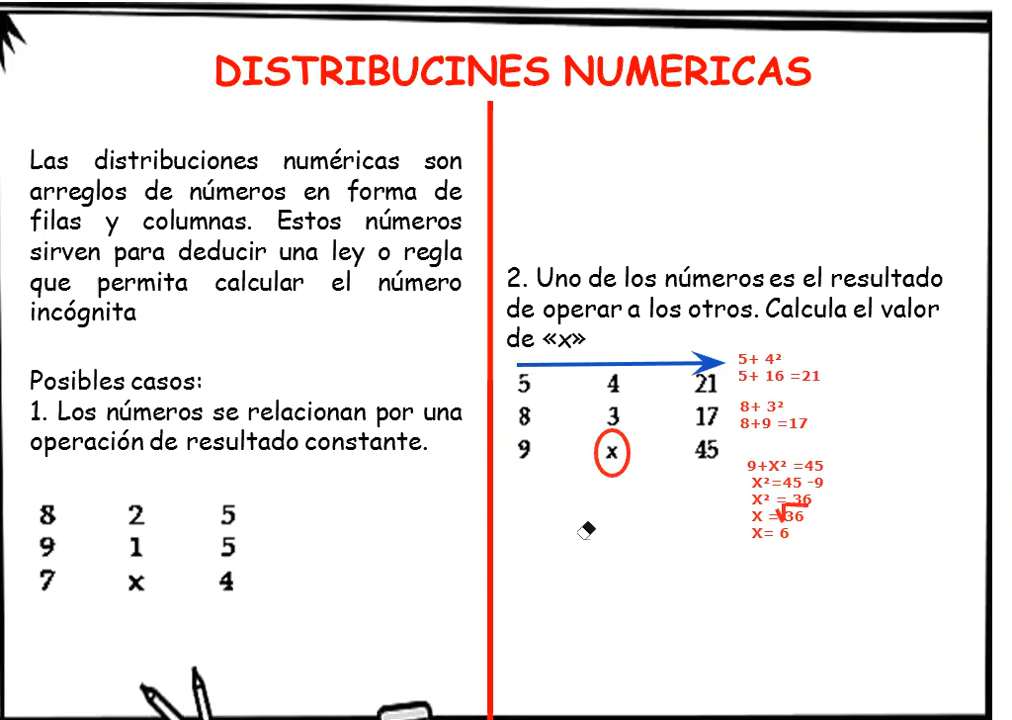 DISTRIBUCINES NUMERICAS
Las distribuciones numéricas son
arreglos de números en forma de
filas y columnas. Estos números
sirven para deducir una ley o regla
que permita calcular el número
incógnita
Posibles casos:
1. Los números se relacionan por una
operación de resultado constante.
8 2 5
9 1 5
7 x 4
2. Uno de los números es el resultado
de operar a los otros. Calcula el valor
de «x»
5 4 21
8 3 17
9 x 45
5+ 4²
5+ 16 =21
8+ 3²
8+9 =17
9+X² =45
X²=45 -9
X² = 36
X =√36
X= 6